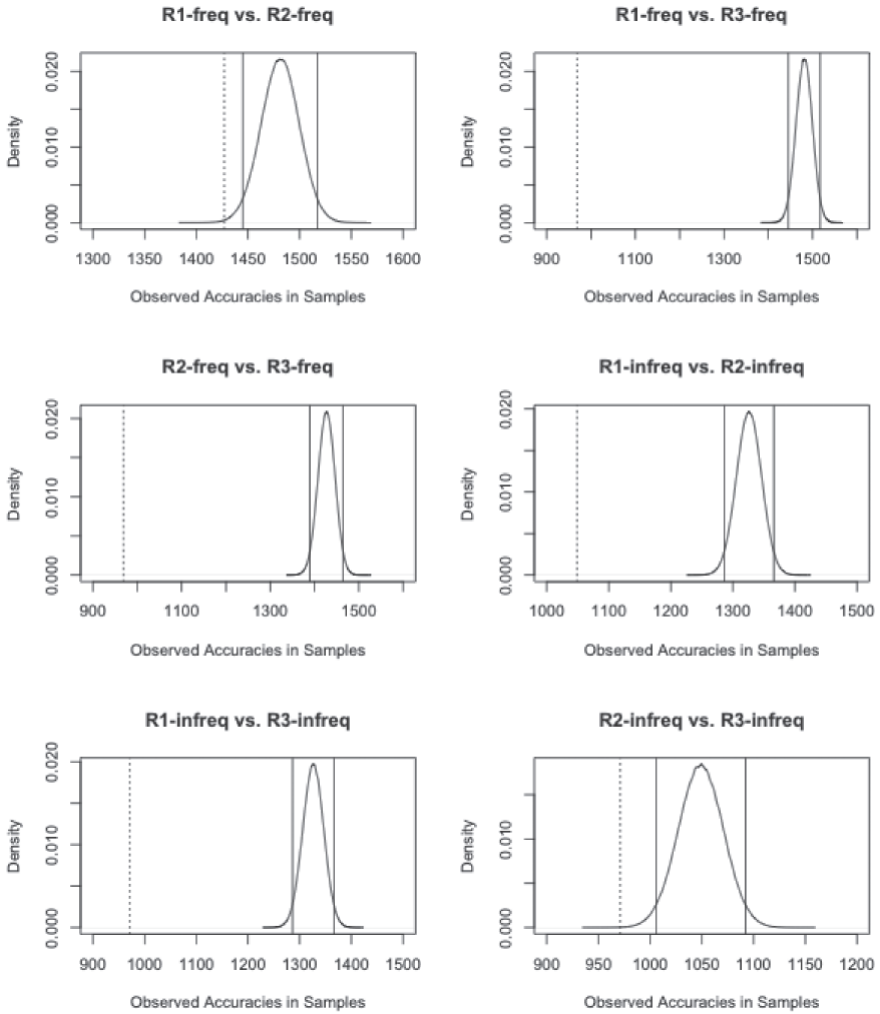 R1-freq vs. R2-freq
Density
0.000 0.010 0.020
1300 1350 1400 1450 1500 1550 1600
Observed Accuracies in Samples
R1-freq vs. R3-freq
Density
0.000 0.010 0.020
900 1100 1300 1500
Observed Accuracies in Samples
R2-freq vs. R3-freq
Density
0.000 0.010 0.020
900 1100 1300 1500
Observed Accuracies in Samples
R1-infreq vs. R2-infreq
Density
0.000 0.010 0.020
1000 1100 1200 1300 1400 1500
Observed Accuracies in Samples
R1-infreq vs. R3-infreq
Density
0.000 0.010 0.020
900 1000 1100 1200 1300 1400 1500
Observed Accuracies in Samples
R2-infreq vs. R3-infreq
Density
0.000 0.010
900 950 1000 1050 1100 1150 1200
Observed Accuracies in Samples